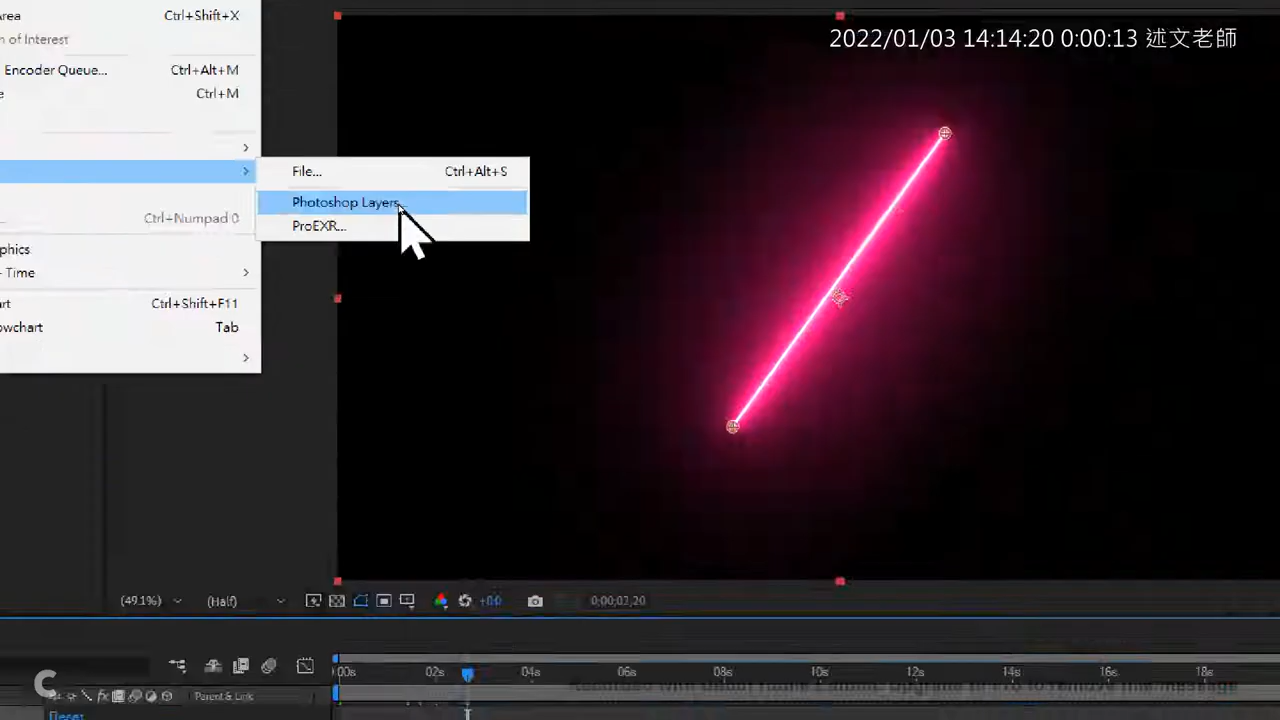 Area Ctrl+Shift+X
n of Interest
Encoder Queue... Ctrl+Alt+M
Ctrl+M
File... Ctrl+Alt+S
Photoshop Layers...
ProEXR...
Ctrl+Numpad 0
phics
- Time
Ctrl+Shift+F11
owchart Tab
2022/01/03 14:14:20 0:00:13 述文老師
(49.1%) (Half) +0.0 0;00;02;20
:00s 02s 04s 06s 08s 10s 12s 14s 16s 18s
Parent & Link
Reset